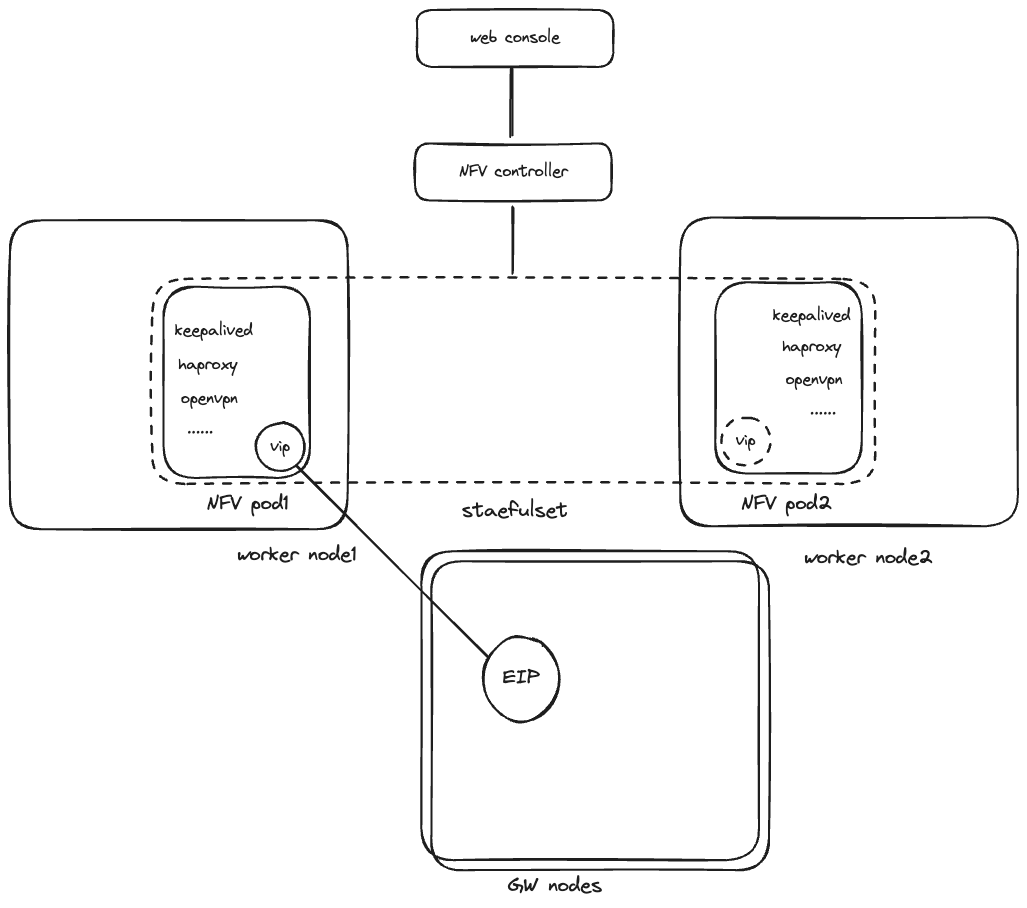 web console
NFV controller
keepalived
haproxy
openvpn
......
vip
NFV pod1
worker node1
keepalived
haproxy
openvpn
......
vip
NFV pod2
worker node2
staefulset
EIP
GW nodes